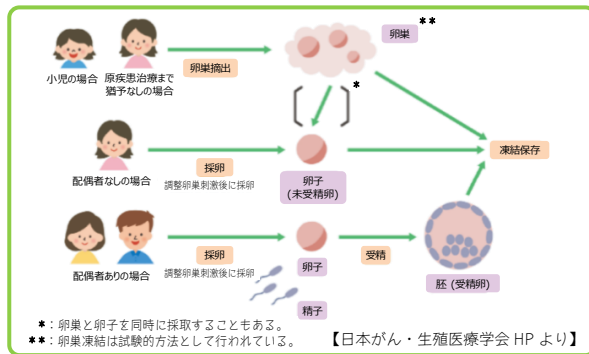 小児の場合
原疾患治療まで
猶予なしの場合
卵巣摘出
卵巣
**
*
配偶者なしの場合
採卵
調整卵巣刺激後に採卵
卵子
(未受精卵)
凍結保存
配偶者ありの場合
採卵
調整卵巣刺激後に採卵
卵子
精子
受精
胚 (受精卵)
*:卵巣と卵子を同時に採取することもある。
**:卵巣凍結は試験的方法として行われている。
【日本がん・生殖医療学会 HP より】